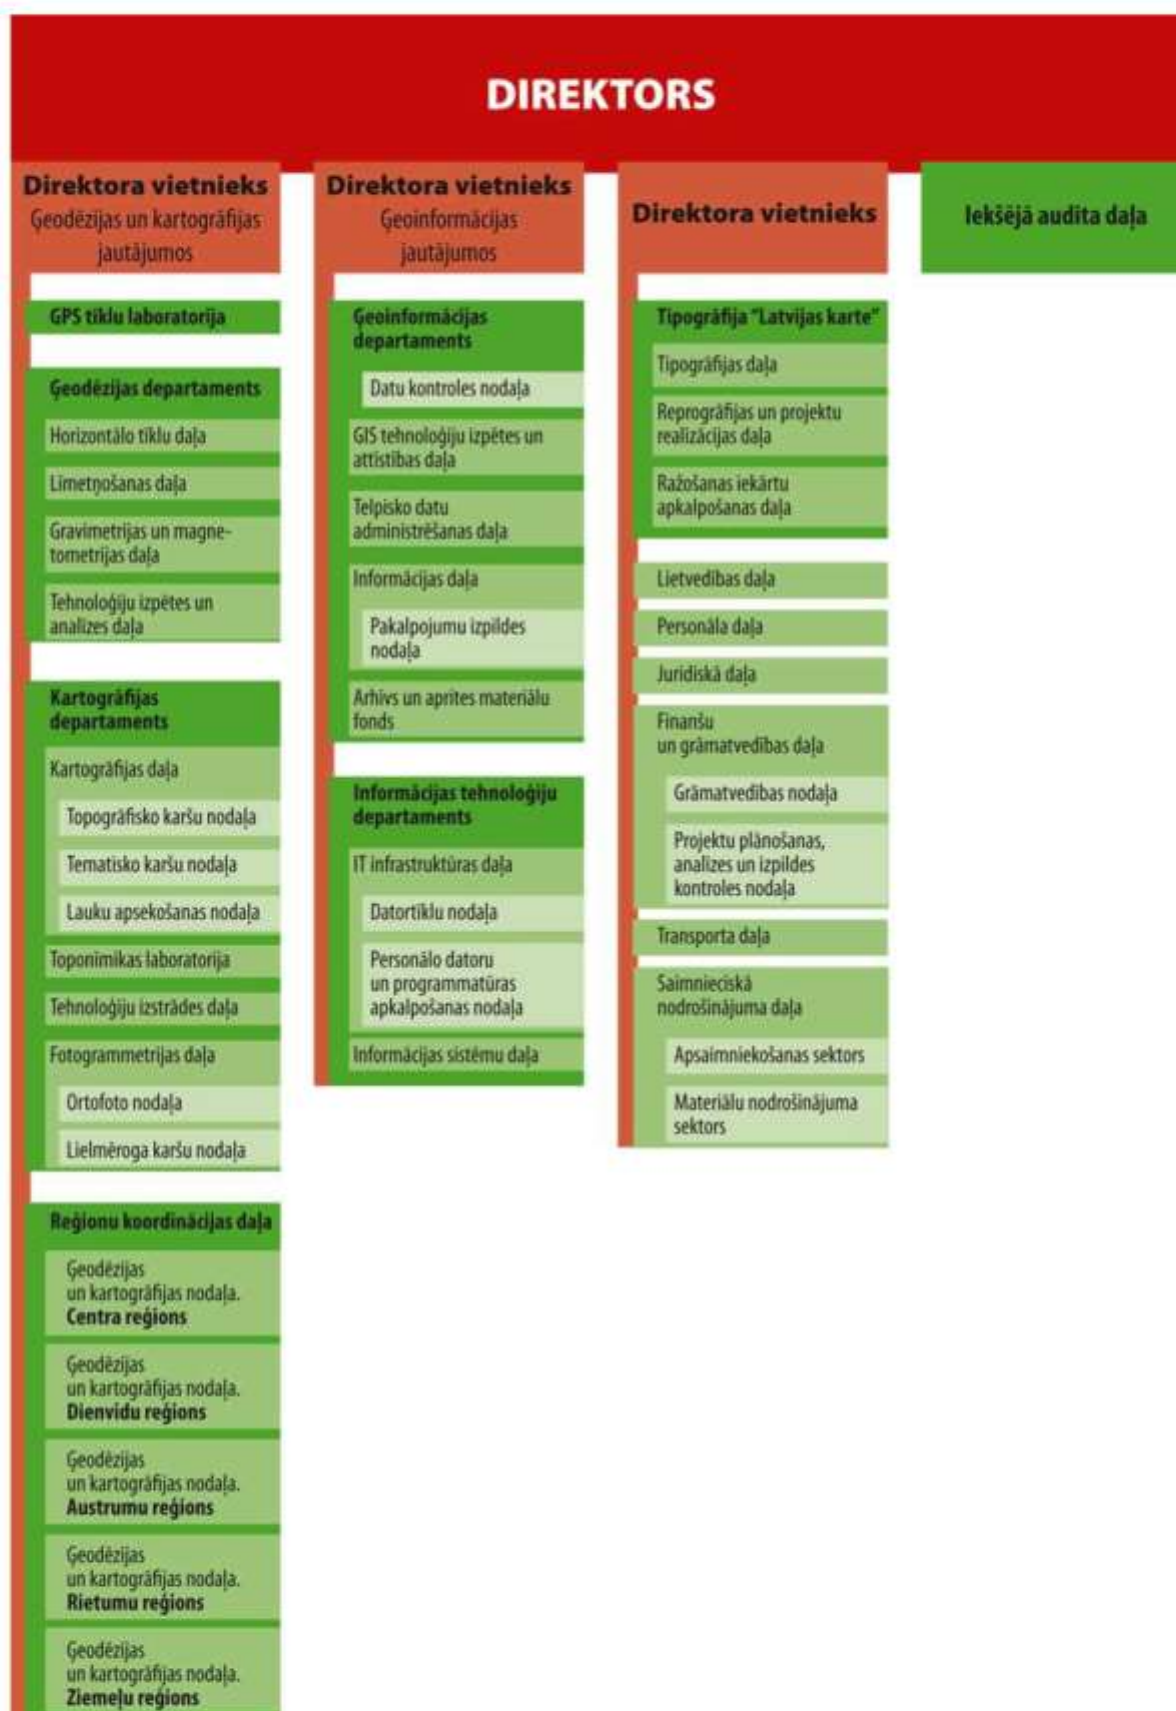 DIREKTORS
Direktora vietnieks
Ģeodēzijas un kartogrāfijas
jautājumos
GPS tīklu laboratorija
Ģeodēzijas departaments
Horizontālo tīklu daļa
Līmetņošanas daļa
Gravimetrijas un magne-
tometrijas daļa
Tehnoloģiju izpētes un
analīzes daļa
Kartogrāfijas
departaments
Kartogrāfijas daļa
Topogrāfisko karšu nodaļa
Tematisko karšu nodaļa
Lauku apsekošanas nodaļa
Toponīmikas laboratorija
Tehnoloģiju izstrādes daļa
Fotogrammetrijas daļa
Ortofoto nodaļa
Lielmēroga karšu nodaļa
Reģionu koordinācijas daļa
Ģeodēzijas
un kartogrāfijas nodaļa.
Centra reģions
Ģeodēzijas
un kartogrāfijas nodaļa.
Dienvidu reģions
Ģeodēzijas
un kartogrāfijas nodaļa.
Austrumu reģions
Ģeodēzijas
un kartogrāfijas nodaļa.
Rietumu reģions
Ģeodēzijas
un kartogrāfijas nodaļa.
Ziemeļu reģions
Direktora vietnieks
Ģeoinformācijas
jautājumos
Ģeoinformācijas
departaments
Datu kontroles nodaļa
GIS tehnoloģiju izpētes un
attīstības daļa
Telpisko datu
administrēšanas daļa
Informācijas daļa
Pakalpojumu izpildes
nodaļa
Arhīvs un aprites materiālu
fonds
Informācijas tehnoloģiju
departaments
IT infrastruktūras daļa
Datortīklu nodaļa
Personālo datoru
un programmatūras
apkalpošanas nodaļa
Informācijas sistēmu daļa
Direktora vietnieks
Tipogrāfija "Latvijas karte"
Tipogrāfijas daļa
Reprogrāfijas un projektu
realizācijas daļa
Ražošanas iekārtu
apkalpošanas daļa
Lietvedības daļa
Personāla daļa
Juridiskā daļa
Finanšu
un grāmatvedības daļa
Grāmatvedības nodaļa
Projektu plānošanas,
analīzes un izpildes
kontroles nodaļa
Transporta daļa
Saimnieciskā
nodrošinājuma daļa
Apsaimniekošanas sektors
Materiālu nodrošinājuma
sektors
Iekšējā audita daļa